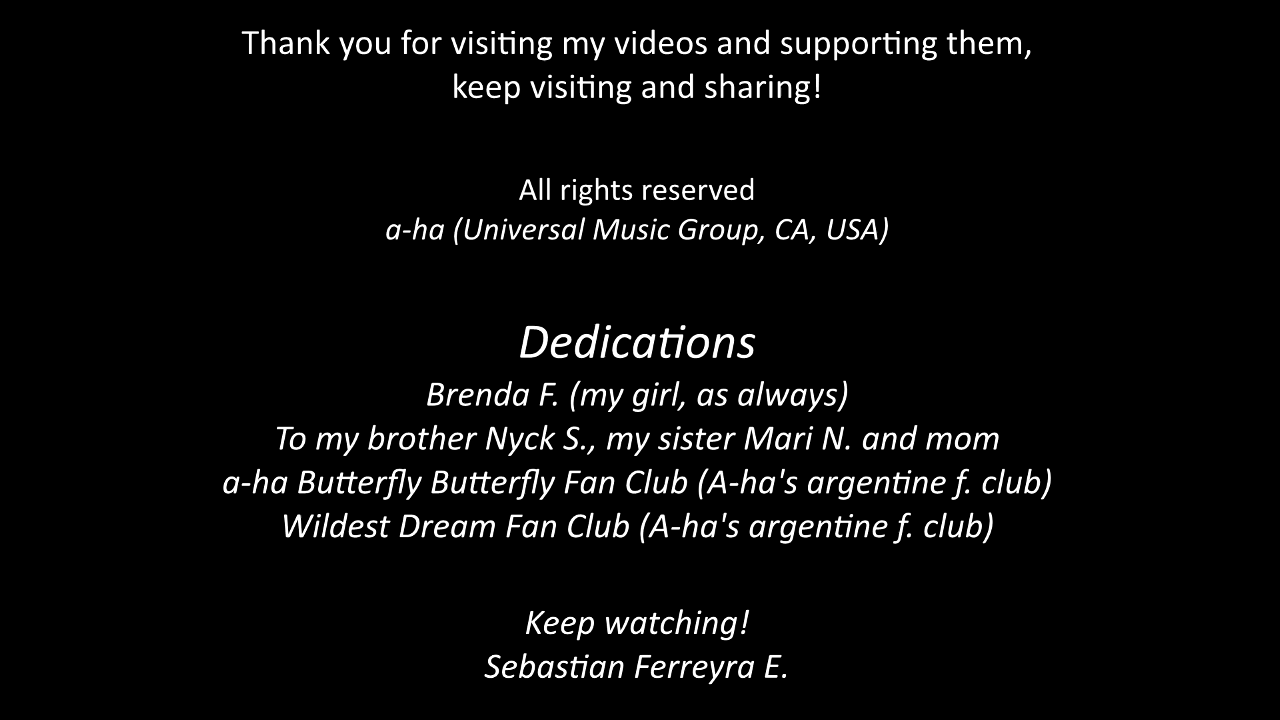 Thank you for visiting my videos and supporting them,
keep visiting and sharing!
All rights reserved
a-ha (Universal Music Group, CA, USA)
Dedications
Brenda F. (my girl, as always)
To my brother Nyck S., my sister Mari N. and mom
a-ha Butterfly Butterfly Fan Club (A-ha's argentine f. club)
Wildest Dream Fan Club (A-ha's argentine f. club)
Keep watching!
Sebastian Ferreyra E.